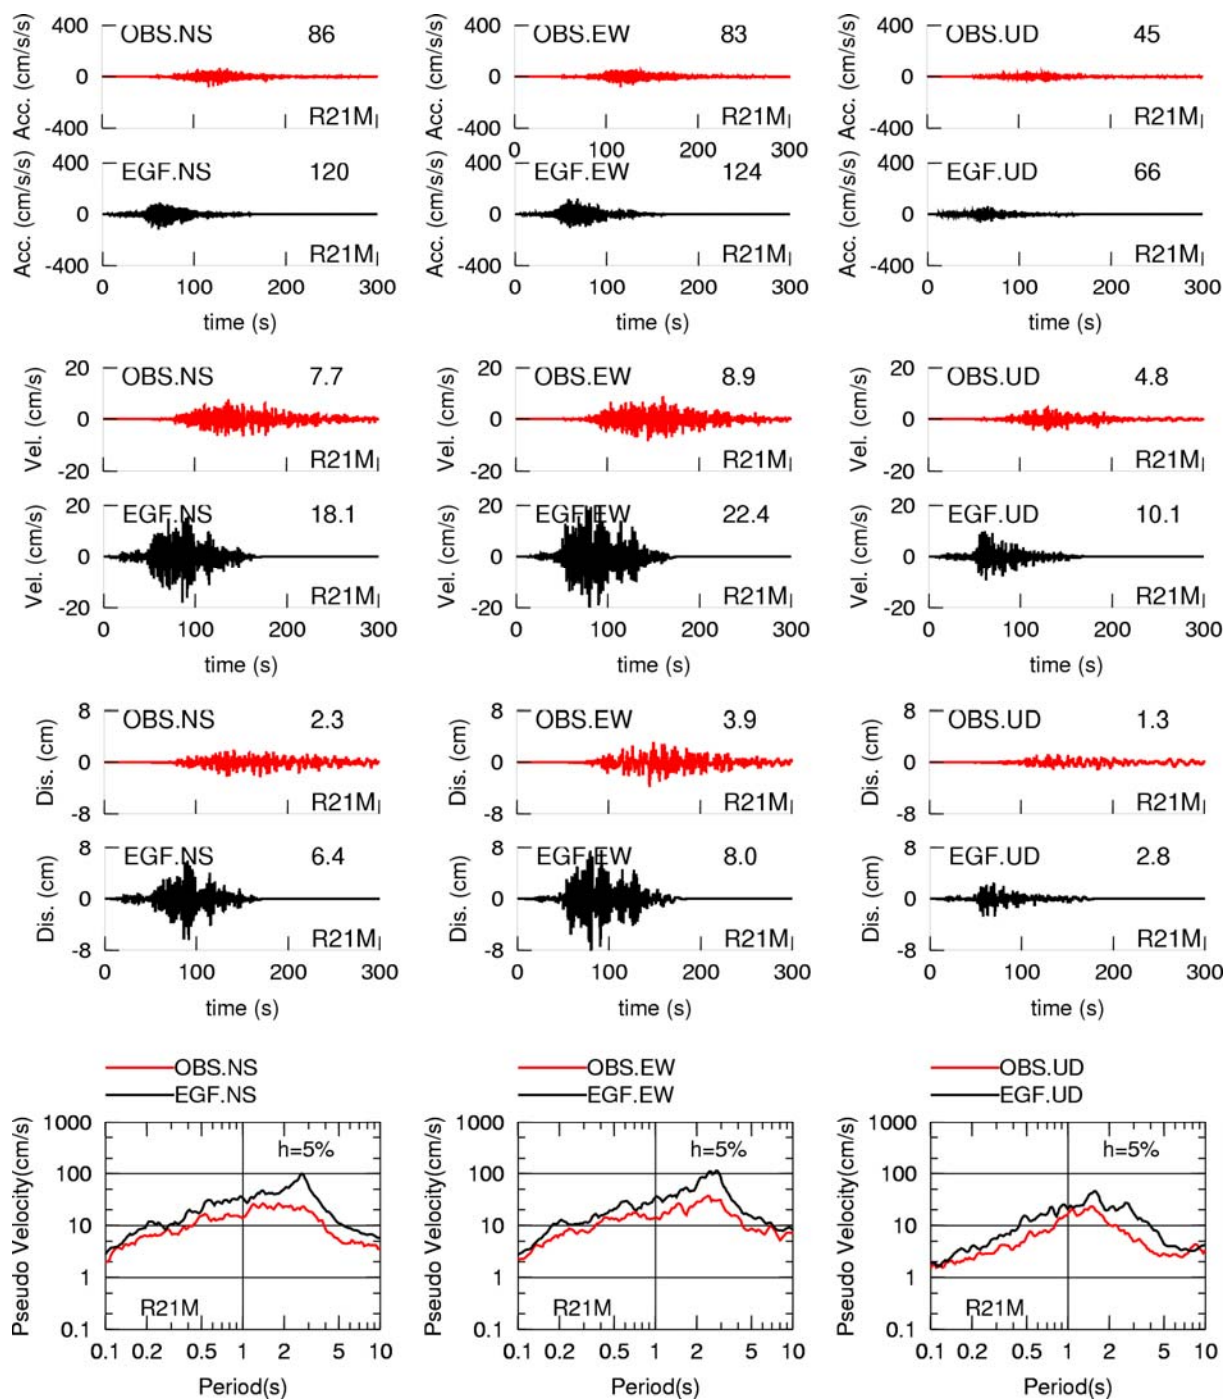 400 OBS.NS 86 400 OBS.EW 83 400 OBS.UD 45
Acc. (cm/s/s) 0 Acc. (cm/s/s) 0 Acc. (cm/s/s) 0
-400 R21M -400 R21M -400 R21M
0 100 200 300
400 EGF.NS 120 400 EGF.EW 124 400 EGF.UD 66
Acc. (cm/s/s) 0 Acc. (cm/s/s) 0 Acc. (cm/s/s) 0
-400 R21M -400 R21M -400 R21M
0 100 200 300 0 100 200 300 0 100 200 300
time (s) time (s) time (s)
20 OBS.NS 7.7 20 OBS.EW 8.9 20 OBS.UD 4.8
Vel. (cm/s) 0 Vel. (cm/s) 0 Vel. (cm/s) 0
-20 R21M -20 R21M -20 R21M
20 EGF.NS 18.1 20 EGF.EW 22.4 20 EGF.UD 10.1
Vel. (cm/s) 0 Vel. (cm/s) 0 Vel. (cm/s) 0
-20 R21M -20 R21M -20 R21M
0 100 200 300 0 100 200 300 0 100 200 300
time (s) time (s) time (s)
8 OBS.NS 2.3 8 OBS.EW 3.9 8 OBS.UD 1.3
Dis. (cm) 0 Dis. (cm) 0 Dis. (cm) 0
-8 R21M -8 R21M -8 R21M
8 EGF.NS 6.4 8 EGF.EW 8.0 8 EGF.UD 2.8
Dis. (cm) 0 Dis. (cm) 0 Dis. (cm) 0
-8 R21M -8 R21M -8 R21M
0 100 200 300 0 100 200 300 0 100 200 300
time (s) time (s) time (s)
OBS.NS OBS.EW OBS.UD
EGF.NS EGF.EW EGF.UD
1000 1000 1000
h=5% h=5% h=5%
100 100 100
Pseudo Velocity(cm/s) Pseudo Velocity(cm/s) Pseudo Velocity(cm/s)
10 10 10
1 1 1
R21M R21M R21M
0.1 0.1 0.1
0.1 0.2 0.5 1 2 5 10 0.1 0.2 0.5 1 2 5 10 0.1 0.2 0.5 1 2 5 10
Period(s) Period(s) Period(s)